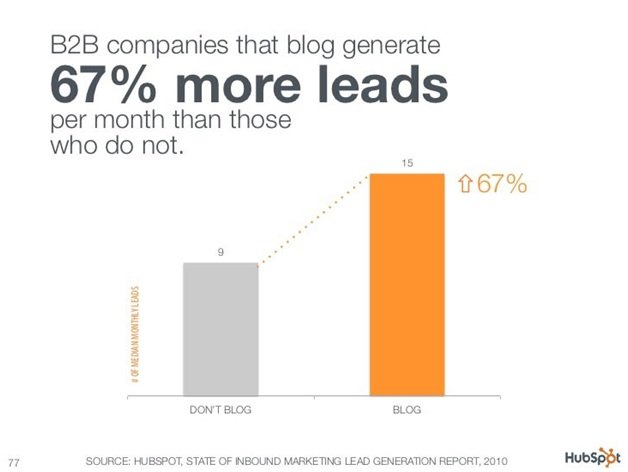 B2B companies that blog generate
67% more leads
per month than those
who do not.
15
⇧67%
9
# OF MEDIAN MONTHLY LEADS
DON'T BLOG
BLOG
77
SOURCE: HUBSPOT, STATE OF INBOUND MARKETING LEAD GENERATION REPORT, 2010
HubSpot